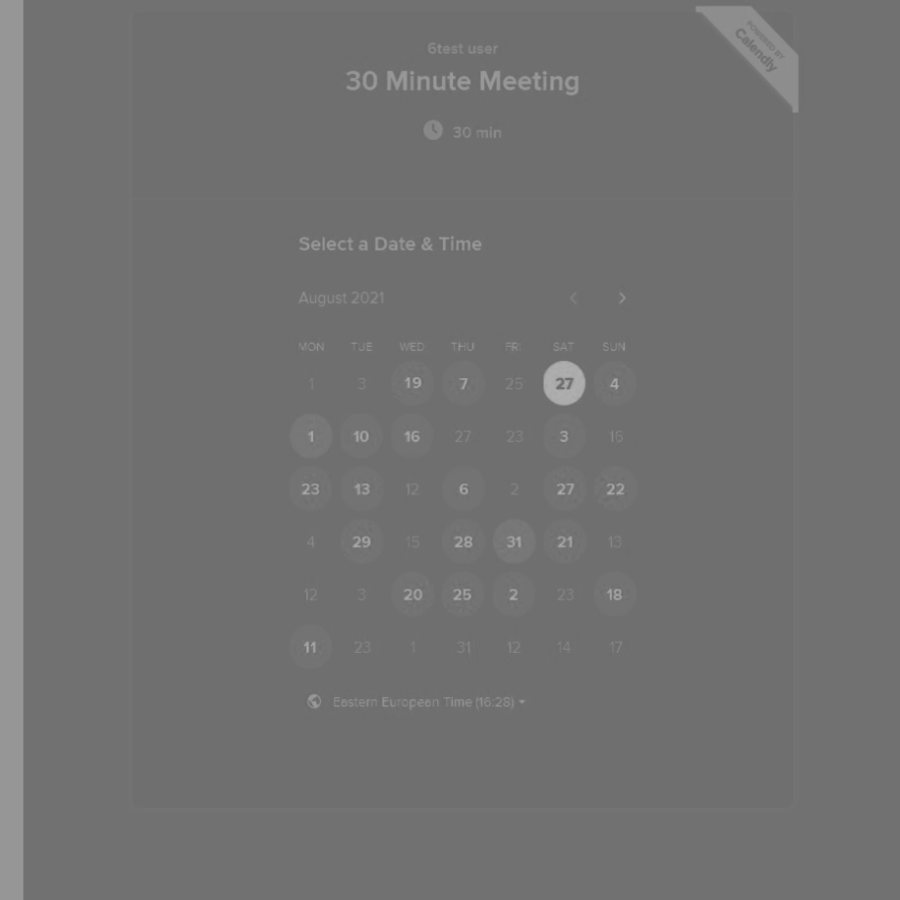 POWERED BY
Calendly
6test user
30 Minute Meeting
30 min
Select a Date & Time
August 2021
MON TUE WED THU FRI SAT SUN
1 3 19 7 25 27 4
1 10 16 27 23 3 16
23 13 12 6 2 27 22
4 29 15 28 31 21 13
12 3 20 25 2 23 18
11 23 1 31 12 14 17
Eastern European Time (16:28)